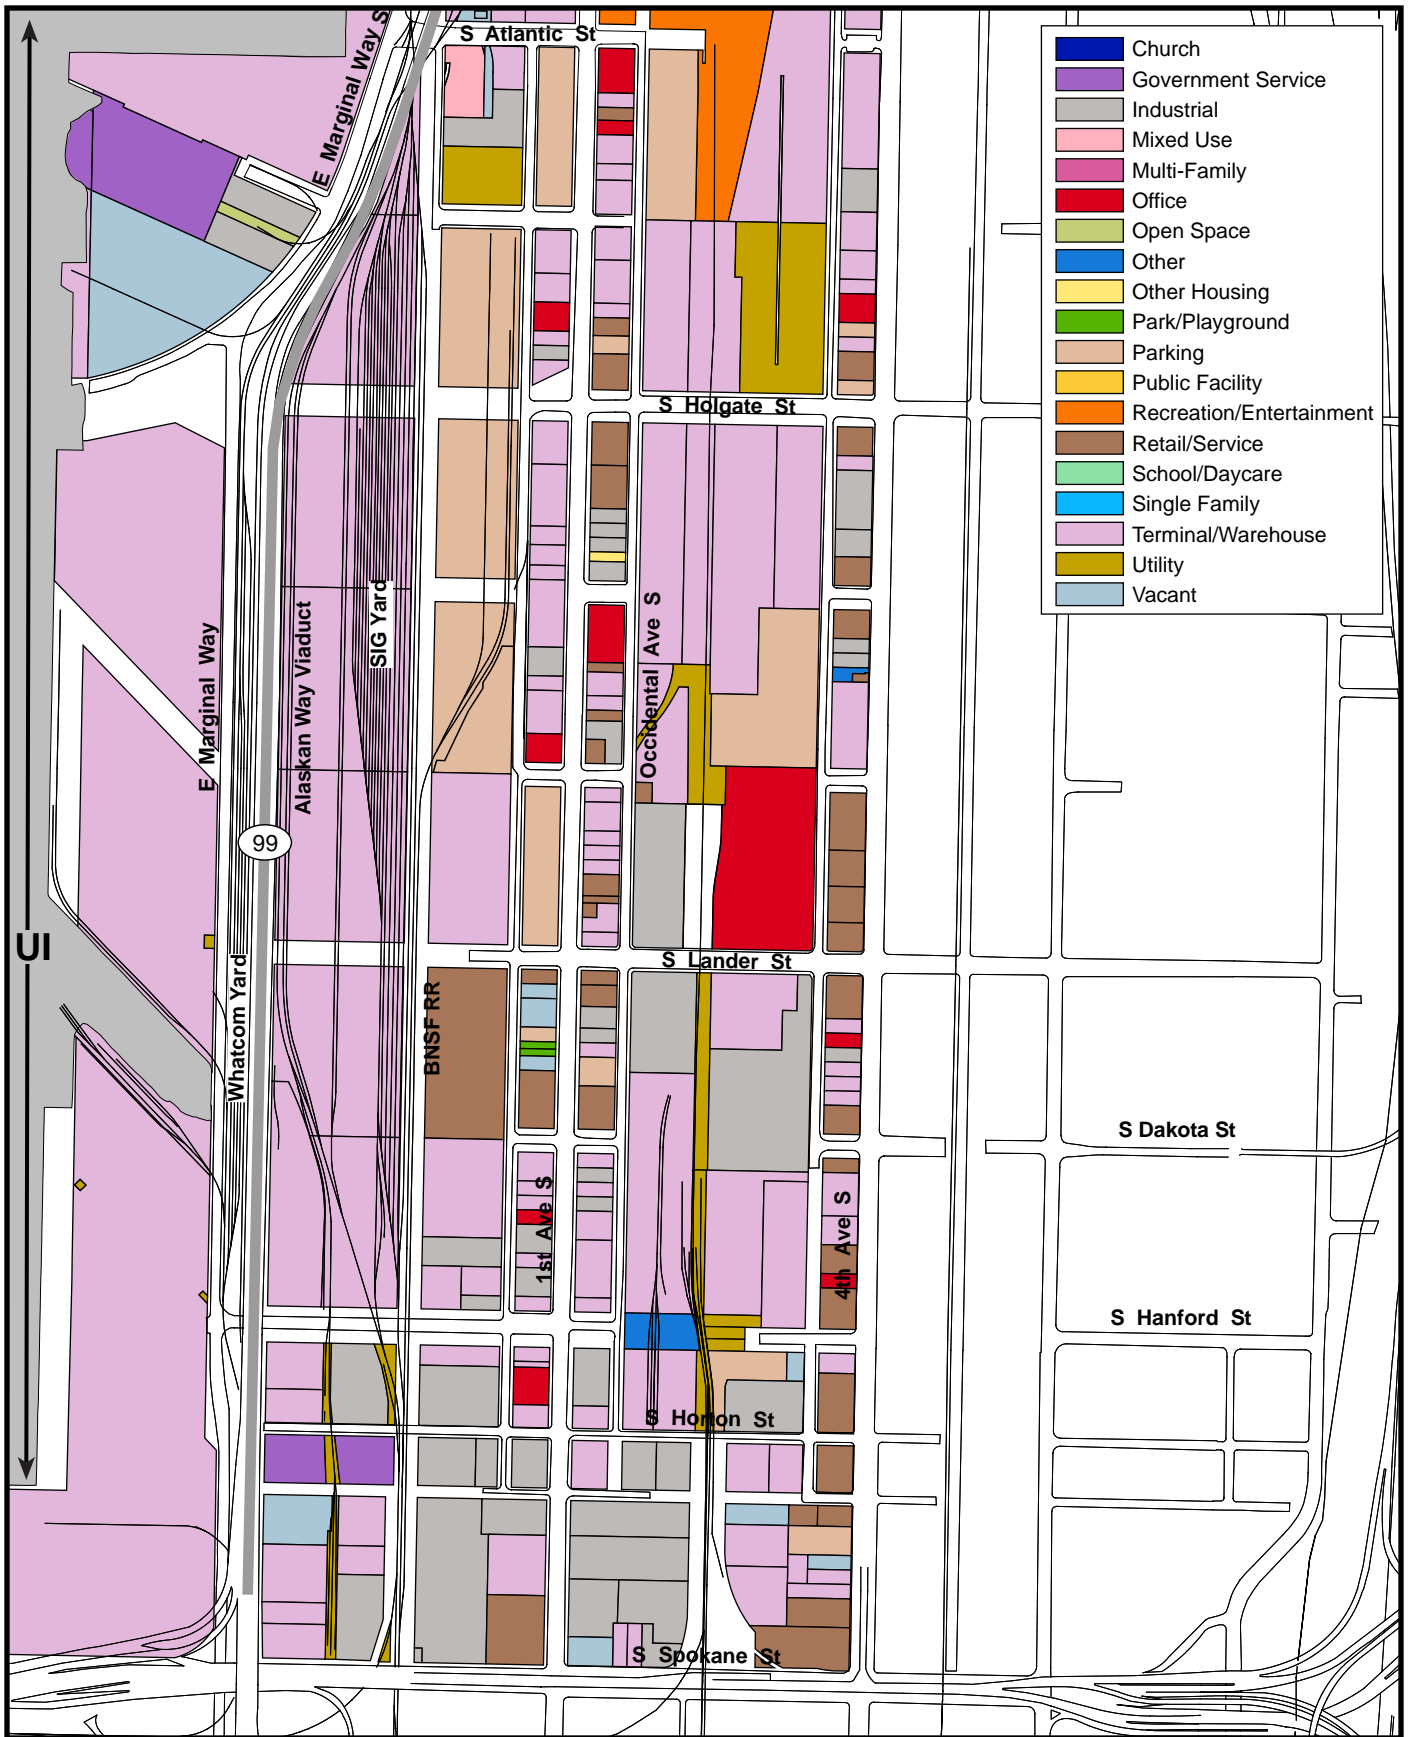 S Atlantic St
E Marginal Way S
Church
Government Service
Industrial
Mixed Use
Multi-Family
Office
Open Space
Other
Other Housing
Park/Playground
Parking
Public Facility
Recreation/Entertainment
Retail/Service
School/Daycare
Single Family
Terminal/Warehouse
Utility
Vacant
S Holgate St
E Marginal Way
Alaskan Way Viaduct
SIG Yard
Occidental Ave S
99
UI
Whatcom Yard
BNSF RR
S Lander St
S Dakota St
1st Ave S
4th Ave S
S Hanford St
S Horton St
S Spokane St